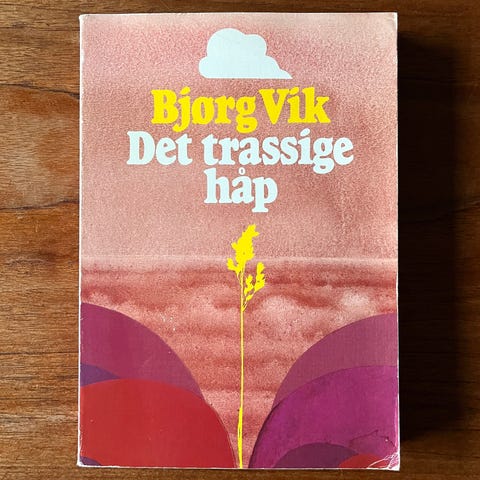 Bjørg Vik
Det trassige
håp